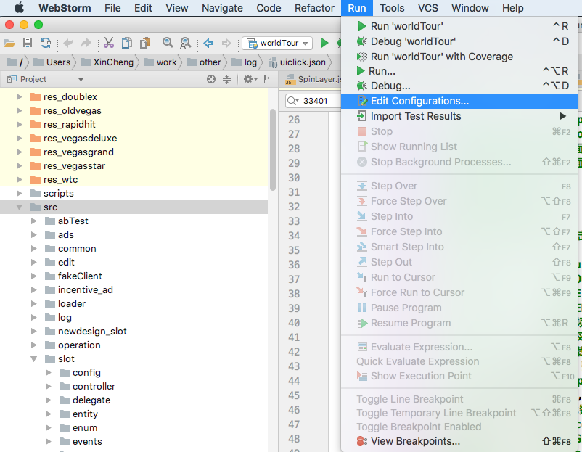 WebStorm File Edit View Navigate Code Refactor Run Tools VCS Window Help
worldTour
/ Users XinCheng work other log uiclick.json
Project
SpinLayer.js
33401
res_doublex
res_oldvegas
res_rapidhit
res_vegasdeluxe
res_vegasgrand
res_vegasstar
res_wtc
scripts
src
abTest
ads
common
edit
fakeClient
incentive_ad
loader
log
newdesign_slot
operation
slot
config
controller
delegate
entity
enum
events
26
27
28
29
30
31
32
33
34
35
36
37
38
39
40
41
42
43
44
45
46
47
48
Run 'worldTour' ^R
Debug 'worldTour' ^D
Run 'worldTour' with Coverage
Run... ⌃⌥R
Debug... ⌃⌥D
Edit Configurations...
Import Test Results
Stop ⌘F2
Show Running List
Stop Background Processes... ⇧⌘F2
Step Over F8
Force Step Over ⌥⇧F8
Step Into F7
Force Step Into ⌥⇧F7
Smart Step Into ⇧F7
Step Out ⇧F8
Run to Cursor ⌥F9
Force Run to Cursor ⌥⌘F9
Pause Program
Resume Program ⌥⌘R
Evaluate Expression... ⌥F8
Quick Evaluate Expression ⌥⌘F8
Show Execution Point ⌥F10
Toggle Line Breakpoint ⌘F8
Toggle Temporary Line Breakpoint ⌥⇧⌘F8
Toggle Breakpoint Enabled
View Breakpoints... ⇧⌘F8